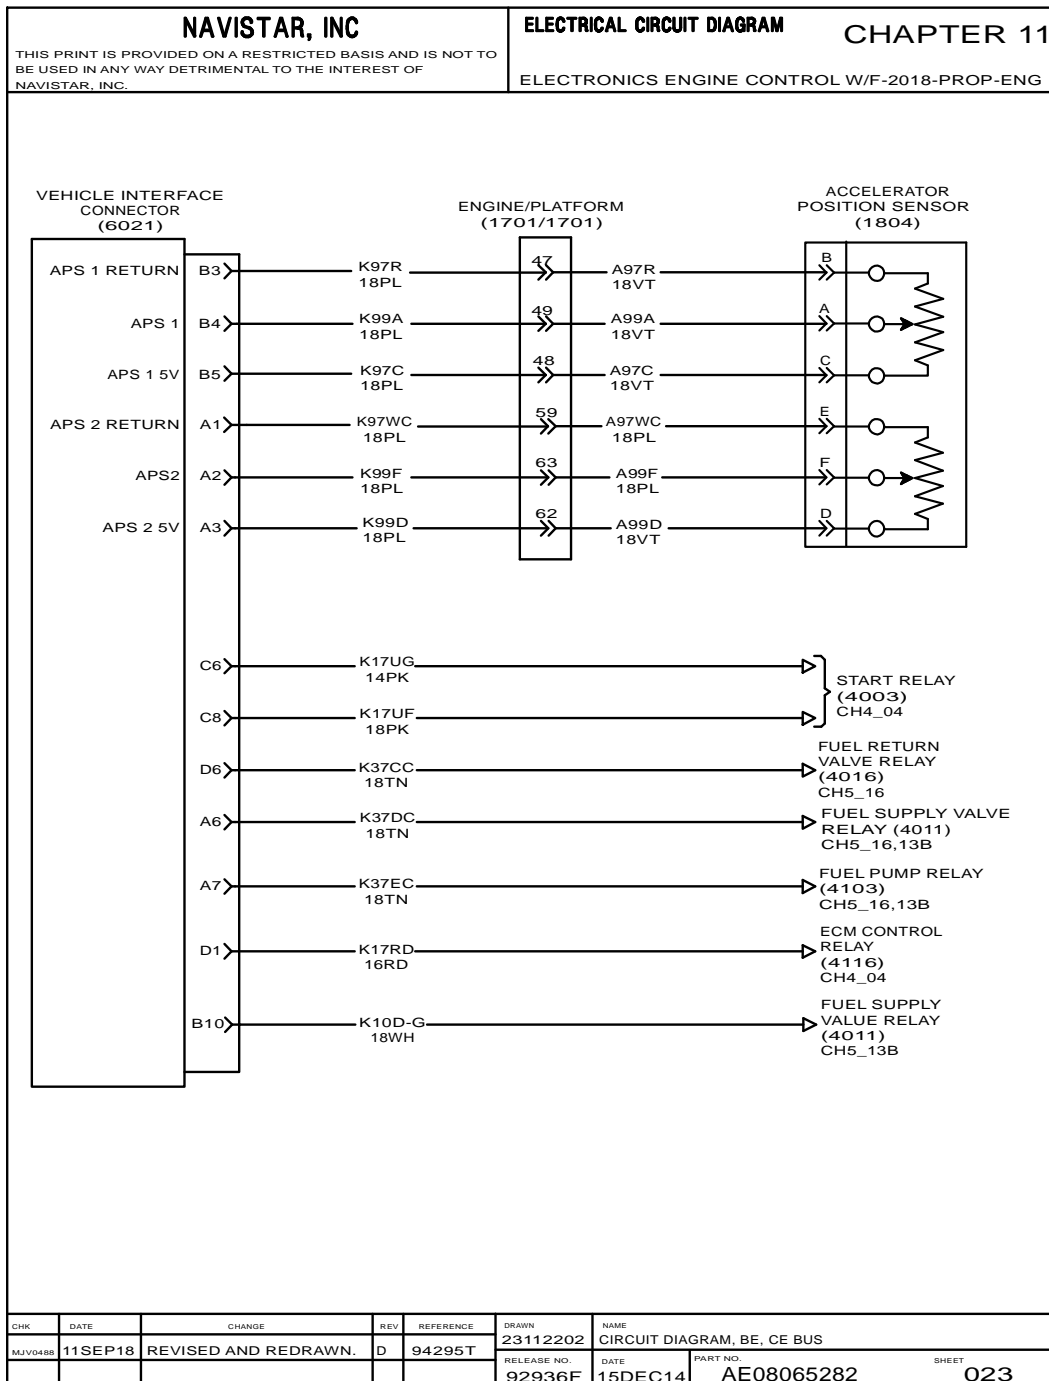 NAVISTAR, INC
THIS PRINT IS PROVIDED ON A RESTRICTED BASIS AND IS NOT TO
BE USED IN ANY WAY DETRIMENTAL TO THE INTEREST OF
NAVISTAR, INC.
ELECTRICAL CIRCUIT DIAGRAM
CHAPTER 11
ELECTRONICS ENGINE CONTROL W/F-2018-PROP-ENG
VEHICLE INTERFACE
CONNECTOR
(6021)
ENGINE/PLATFORM
(1701/1701)
ACCELERATOR
POSITION SENSOR
(1804)
APS 1 RETURN B3 K97R 47 A97R B
18PL 18VT
APS 1 B4 K99A 49 A99A A
18PL 18VT
APS 1 5V B5 K97C 48 A97C C
18PL 18VT
APS 2 RETURN A1 K97WC 59 A97WC E
18PL 18PL
APS2 A2 K99F 63 A99F F
18PL 18PL
APS 2 5V A3 K99D 62 A99D D
18PL 18VT
C6 K17UG
14PK
START RELAY
(4003)
CH4_04
C8 K17UF
18PK
FUEL RETURN
VALVE RELAY
D6 K37CC (4016)
18TN CH5_16
A6 K37DC FUEL SUPPLY VALVE
18TN RELAY (4011)
CH5_16,13B
A7 K37EC FUEL PUMP RELAY
18TN (4103)
CH5_16,13B
ECM CONTROL
D1 K17RD RELAY
16RD (4116)
CH4_04
FUEL SUPPLY
B10 K10D-G VALUE RELAY
18WH (4011)
CH5_13B
CHK DATE CHANGE REV REFERENCE DRAWN NAME
MJV0488 11SEP18 REVISED AND REDRAWN. D 94295T 23112202 CIRCUIT DIAGRAM, BE, CE BUS
RELEASE NO. DATE PART NO. SHEET
92936F 15DEC14 AE08065282 023